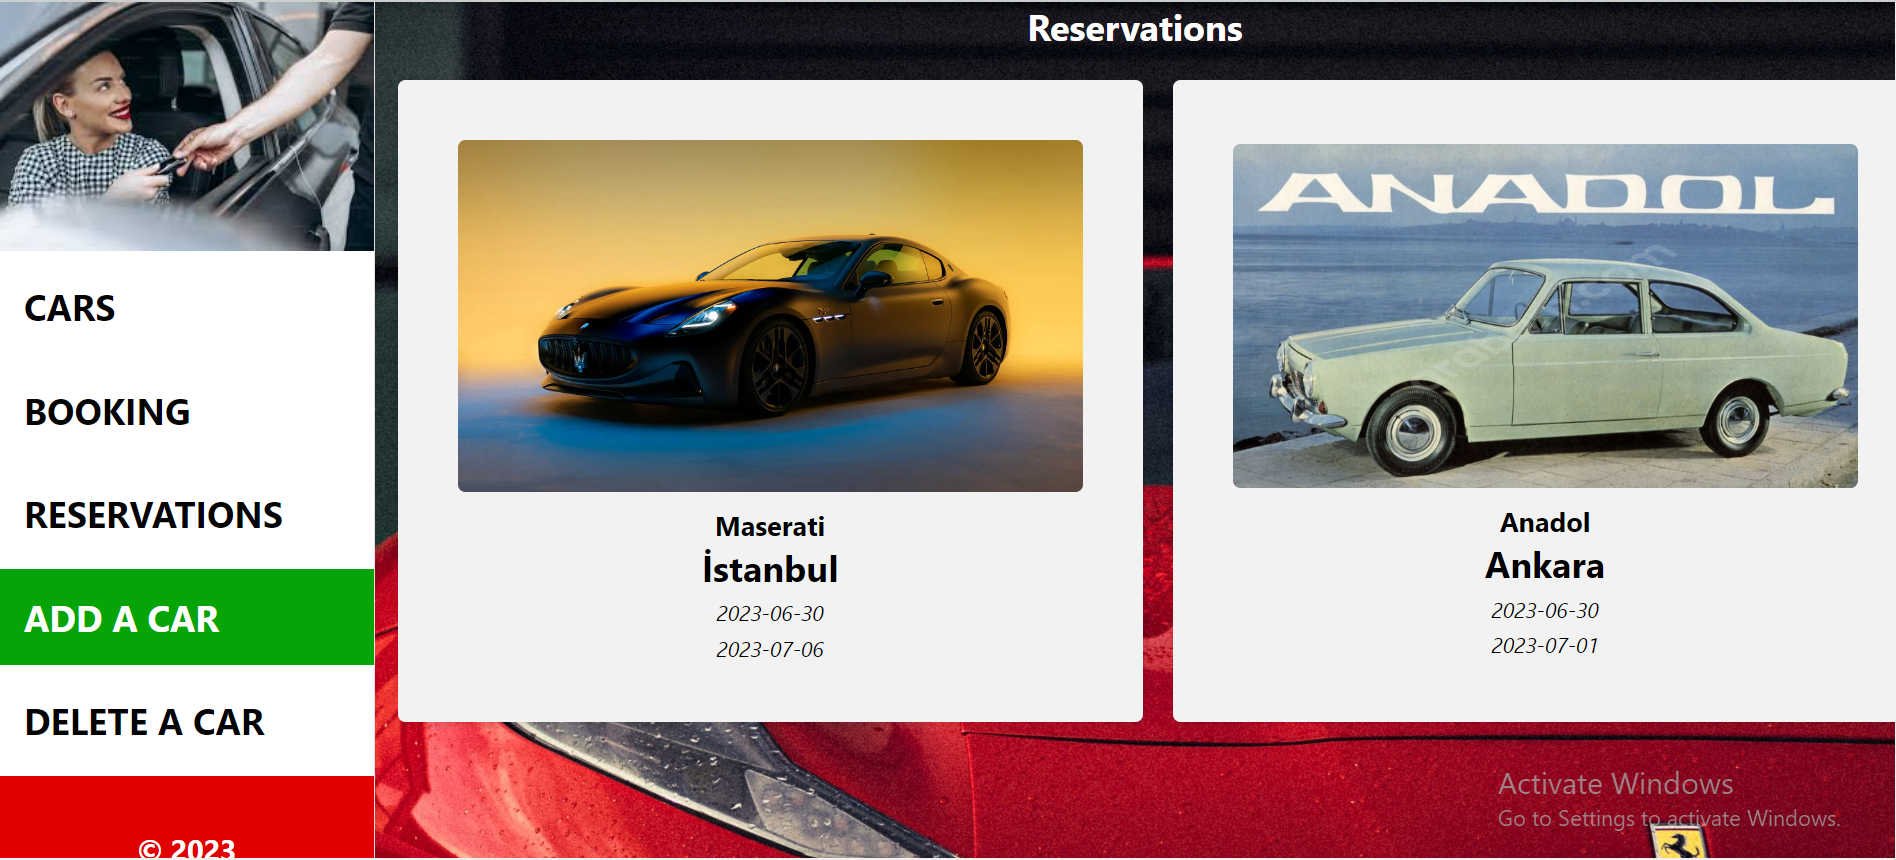 Reservations
CARS
BOOKING
RESERVATIONS
ADD A CAR
DELETE A CAR
© 2023
Maserati
İstanbul
2023-06-30
2023-07-06
ANADOL
Anadol
Ankara
2023-06-30
2023-07-01
Activate Windows
Go to Settings to activate Windows.